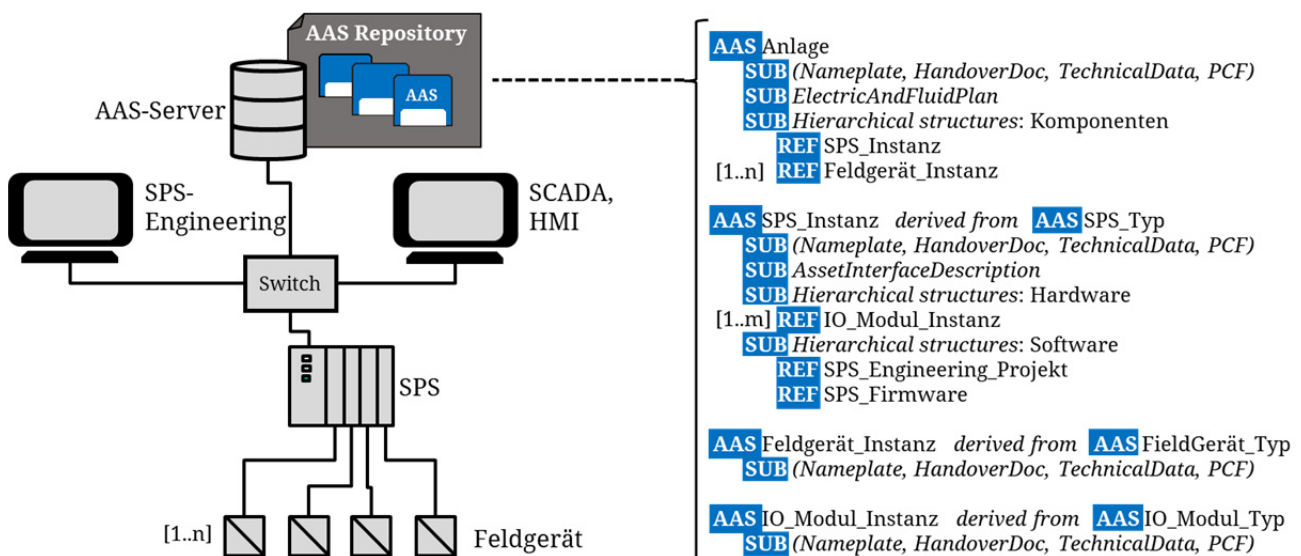 AAS Repository
AAS
AAS-Server
SPS-
Engineering
SCADA,
HMI
Switch
SPS
[1..n]
Feldgerät
AAS Anlage
SUB (Nameplate, HandoverDoc, TechnicalData, PCF)
SUB ElectricAndFluidPlan
SUB Hierarchical structures: Komponenten
REF SPS_Instanz
[1..n] REF Feldgerät_Instanz
AAS SPS_Instanz derived from AAS SPS_Typ
SUB (Nameplate, HandoverDoc, TechnicalData, PCF)
SUB AssetInterfaceDescription
SUB Hierarchical structures: Hardware
[1..m] REF IO_Modul_Instanz
SUB Hierarchical structures: Software
REF SPS_Engineering_Projekt
REF SPS_Firmware
AAS Feldgerät_Instanz derived from AAS FieldGerät_Typ
SUB (Nameplate, HandoverDoc, TechnicalData, PCF)
AAS IO_Modul_Instanz derived from AAS IO_Modul_Typ
SUB (Nameplate, HandoverDoc, TechnicalData, PCF)